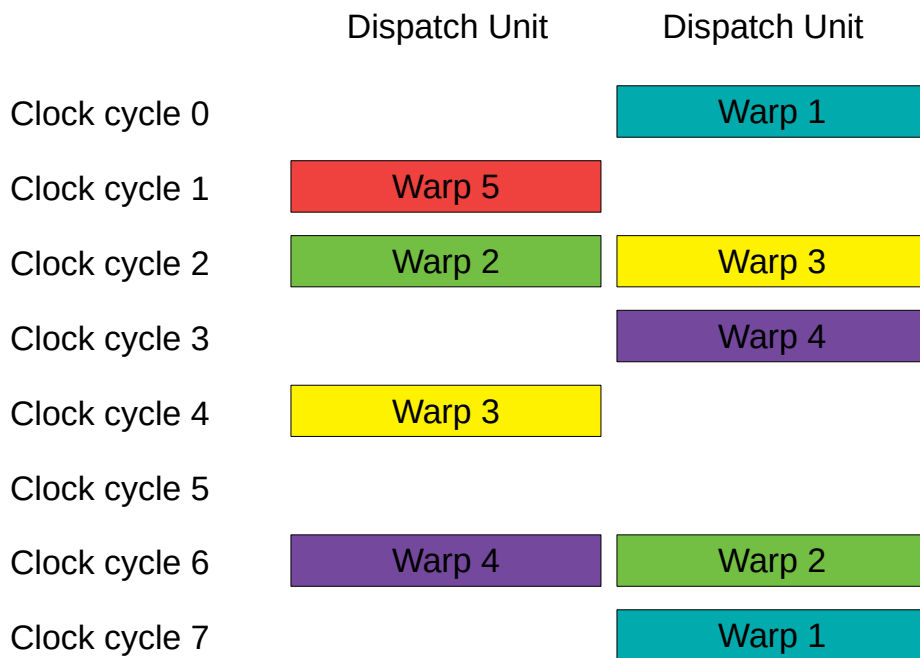 Dispatch Unit Dispatch Unit
Clock cycle 0 Warp 1
Clock cycle 1 Warp 5
Clock cycle 2 Warp 2 Warp 3
Clock cycle 3 Warp 4
Clock cycle 4 Warp 3
Clock cycle 5
Clock cycle 6 Warp 4 Warp 2
Clock cycle 7 Warp 1